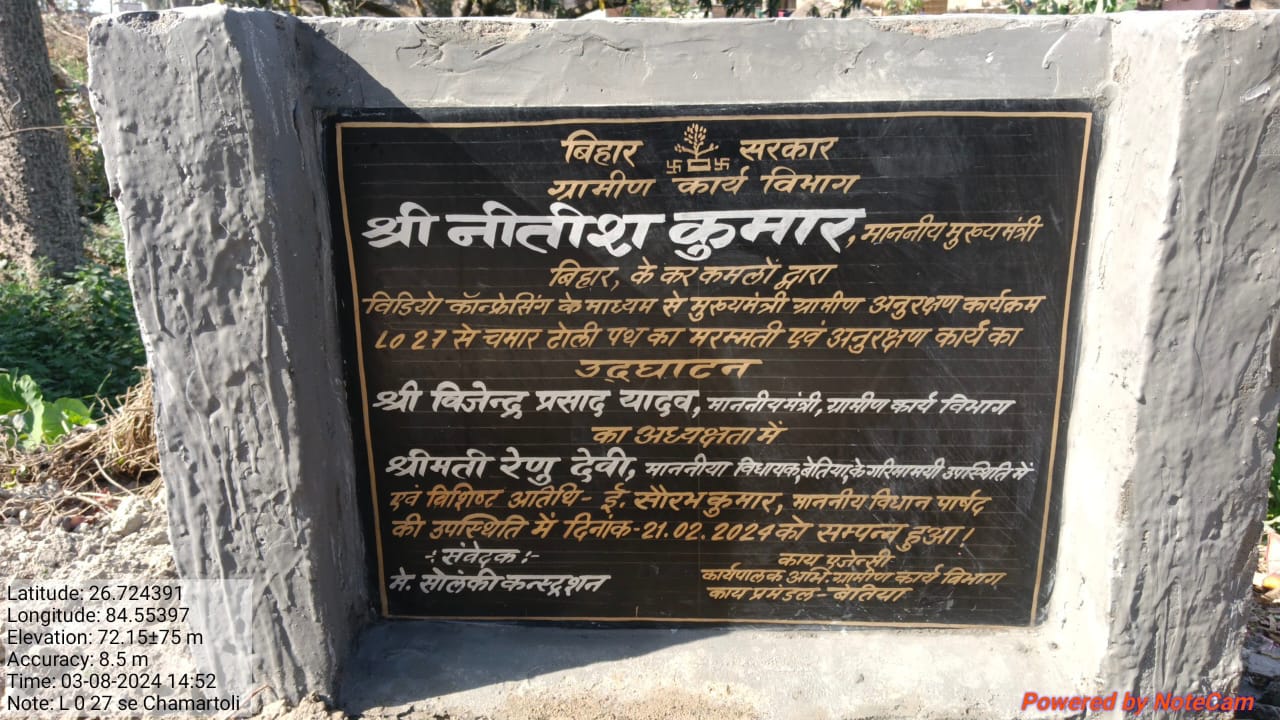 बिहार सरकार
ग्रामीण कार्य विभाग
श्री नीतीश कुमार, माननीय मुख्यमंत्री
बिहार, के कर कमलों द्वारा
विडियो कॉन्फ्रेसिंग के माध्यम से मुख्यमंत्री ग्रामीण अनुरक्षण कार्यक्रम
L0 27 से चमार टोली पथ का मरम्मती एवं अनुरक्षण कार्य का
उद्घाटन
श्री विजेन्द्र प्रसाद यादव, माननीय मंत्री, ग्रामीण कार्य विभाग
का अध्यक्षता में
श्रीमती रेणु देवी, माननीया विधायक, बेतिया, के गरिमामयी उपस्थिति में
एवं विशिष्ट अतिथि- ई. सौरभ कुमार, माननीय विधान पार्षद
की उपस्थिति में दिनांक-21.02.2024 को सम्पन्न हुआ!
-:संवेदक:-
मे. सोलंकी कन्स्ट्रशन
काय एजेन्सी
कार्यपालक अभि. ग्रामीण कार्य विभाग
काय प्रमंडल-बेतिया
Latitude: 26.724391
Longitude: 84.55397
Elevation: 72.15±75 m
Accuracy: 8.5 m
Time: 03-08-2024 14:52
Note: L 0 27 se Chamartoli
Powered by NoteCam